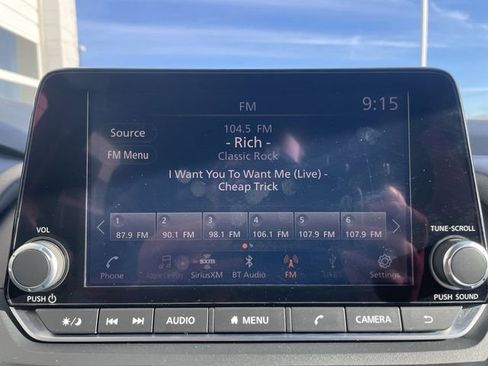 FM
9:15
Source
104.5 FM
- Rich -
FM Menu
Classic Rock
I Want You To Want Me (Live) -
Cheap Trick
VOL
TUNE-SCROLL
1 2 3 4 5 6
87.9 FM 90.1 FM 98.1 FM 106.1 FM 107.9 FM 107.9 FM
sxm
Phone Apple CarPlay SiriusXM BT Audio FM Settings
PUSH
PUSH SOUND
AUDIO MENU CAMERA